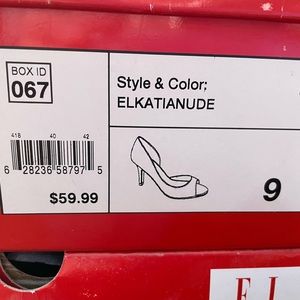 BOX ID
067
Style & Color;
ELKATIANUDE
418 40 42
6 28236 58797 5
$59.99
9